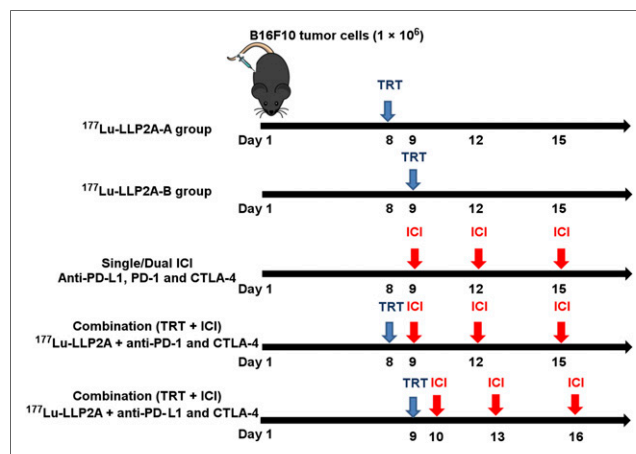 B16F10 tumor cells (1 × 10⁶)
TRT
¹⁷⁷Lu-LLP2A-A group
Day 1 8 9 12 15
TRT
¹⁷⁷Lu-LLP2A-B group
Day 1 8 9 12 15
ICI ICI ICI
Single/Dual ICI
Anti-PD-L1, PD-1 and CTLA-4
Day 1 8 9 12 15
TRT ICI ICI ICI
Combination (TRT + ICI)
¹⁷⁷Lu-LLP2A + anti-PD-1 and CTLA-4
Day 1 8 9 12 15
TRT ICI ICI ICI
Combination (TRT + ICI)
¹⁷⁷Lu-LLP2A + anti-PD- L1 and CTLA-4
Day 1 9 10 13 16